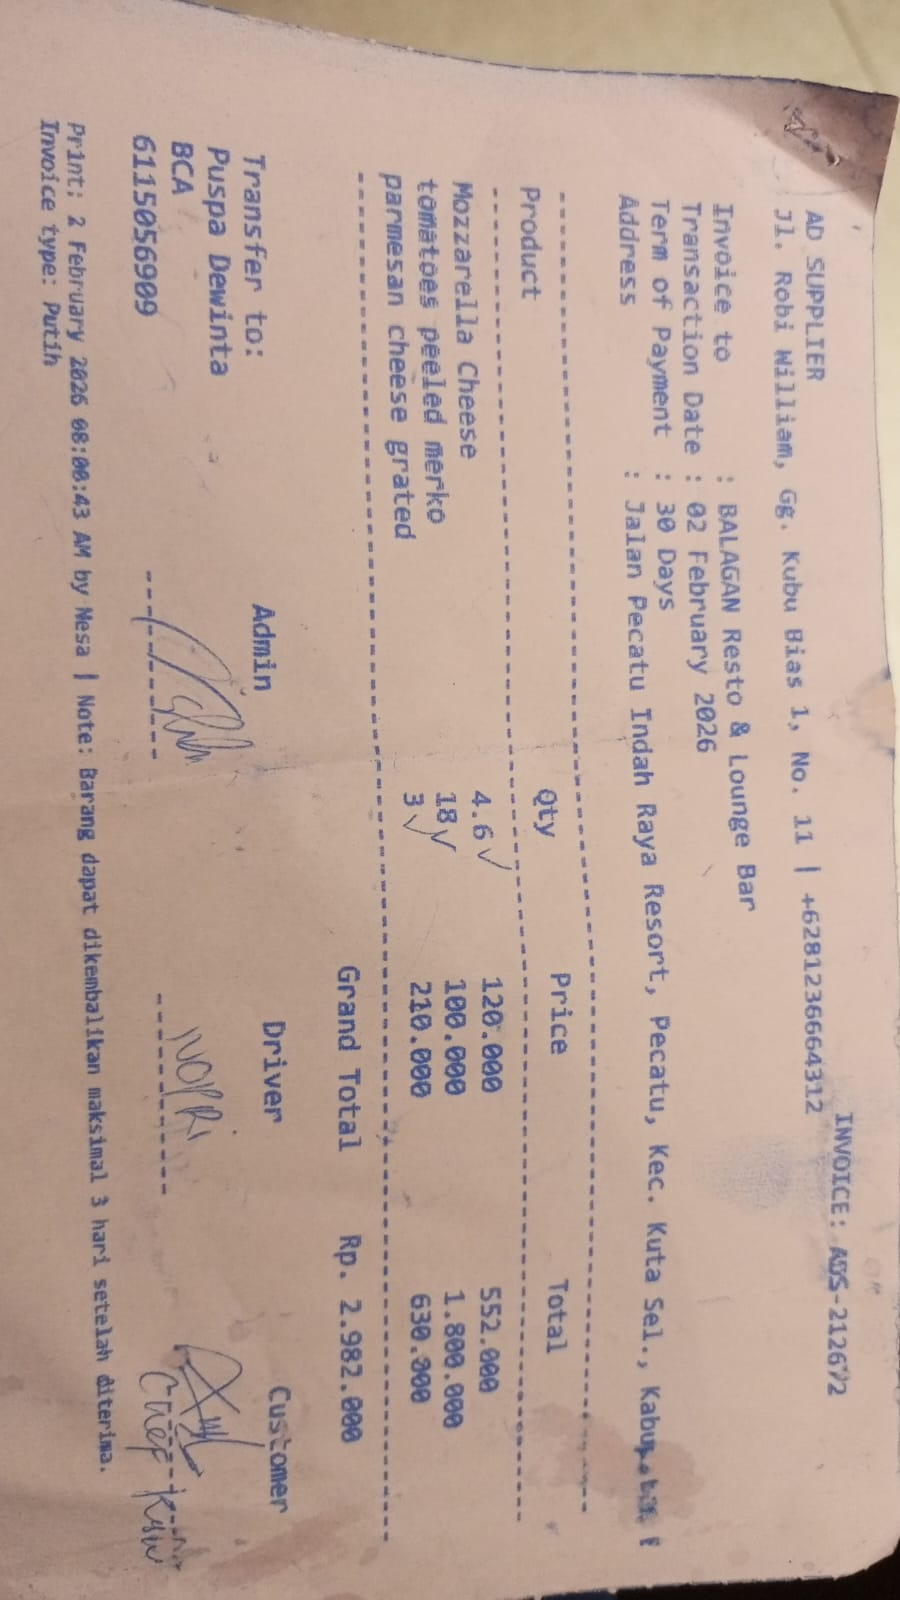 INVOICE: ADS-212692
AD SUPPLIER
Jl. Robi William, Gg. Kubu Bias 1, No. 11 | +6281236664312
Invoice to : BALAGAN Resto & Lounge Bar
Transaction Date : 02 February 2026
Term of Payment : 30 Days
Address : Jalan Pecatu Indah Raya Resort, Pecatu, Kec. Kuta Sel.,
Product Qty Price Total
Mozzarella Cheese 4.6 120.000 552.000
tomatoes peeled merko 18 100.000 1.800.000
parmesan cheese grated 3 210.000 630.000
Grand Total Rp. 2.982.000
Transfer to: Admin Driver Customer
Puspa Dewinta
BCA
6115056909
NOPRI
Print; 2 February 2026 08:00:43 AM by Nesa | Note: Barang dapat dikembalikan maksimal 3 hari setelah diterima.
Invoice type: Putih